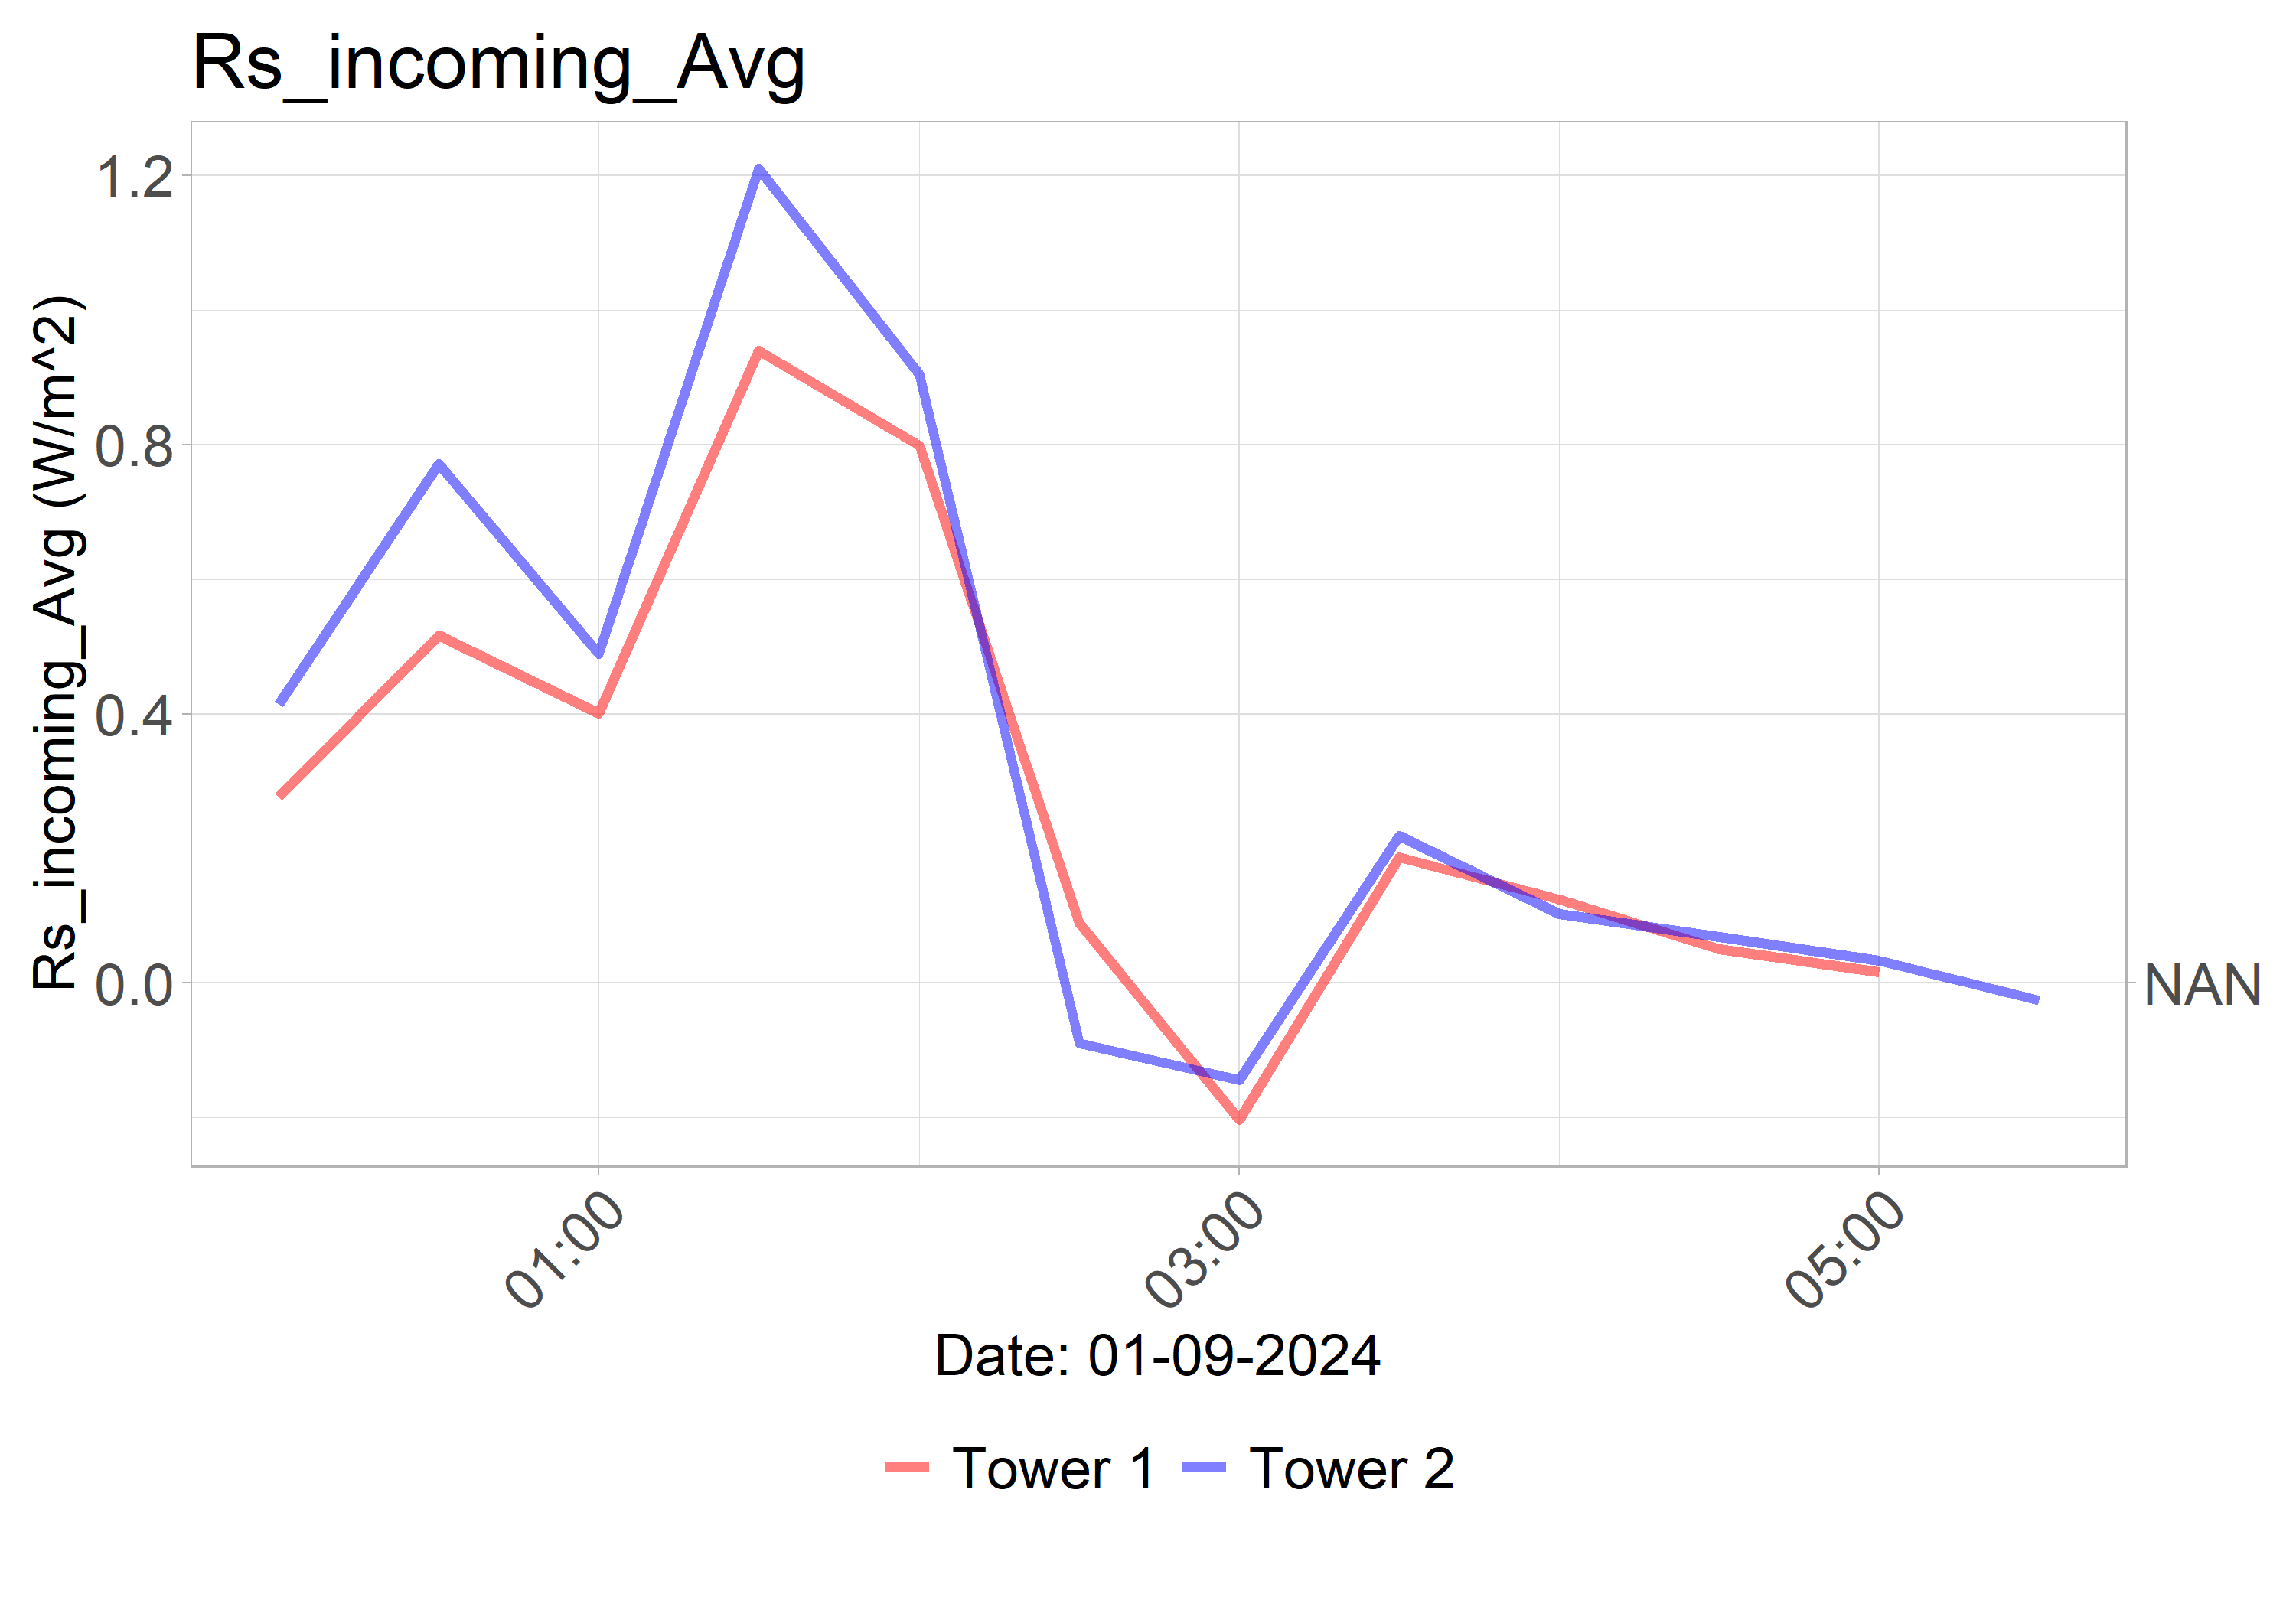 Rs_incoming_Avg
Rs_incoming_Avg (W/m^2)
1.2
0.8
0.4
0.0
NAN
01:00
03:00
05:00
Date: 01-09-2024
Tower 1
Tower 2